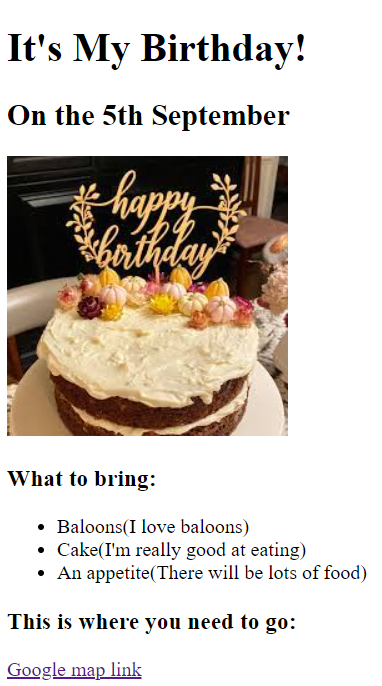 It's My Birthday!
On the 5th September
happy
birthday
What to bring:
Baloons(I love baloons)
Cake(I'm really good at eating)
An appetite(There will be lots of food)
This is where you need to go:
Google map link